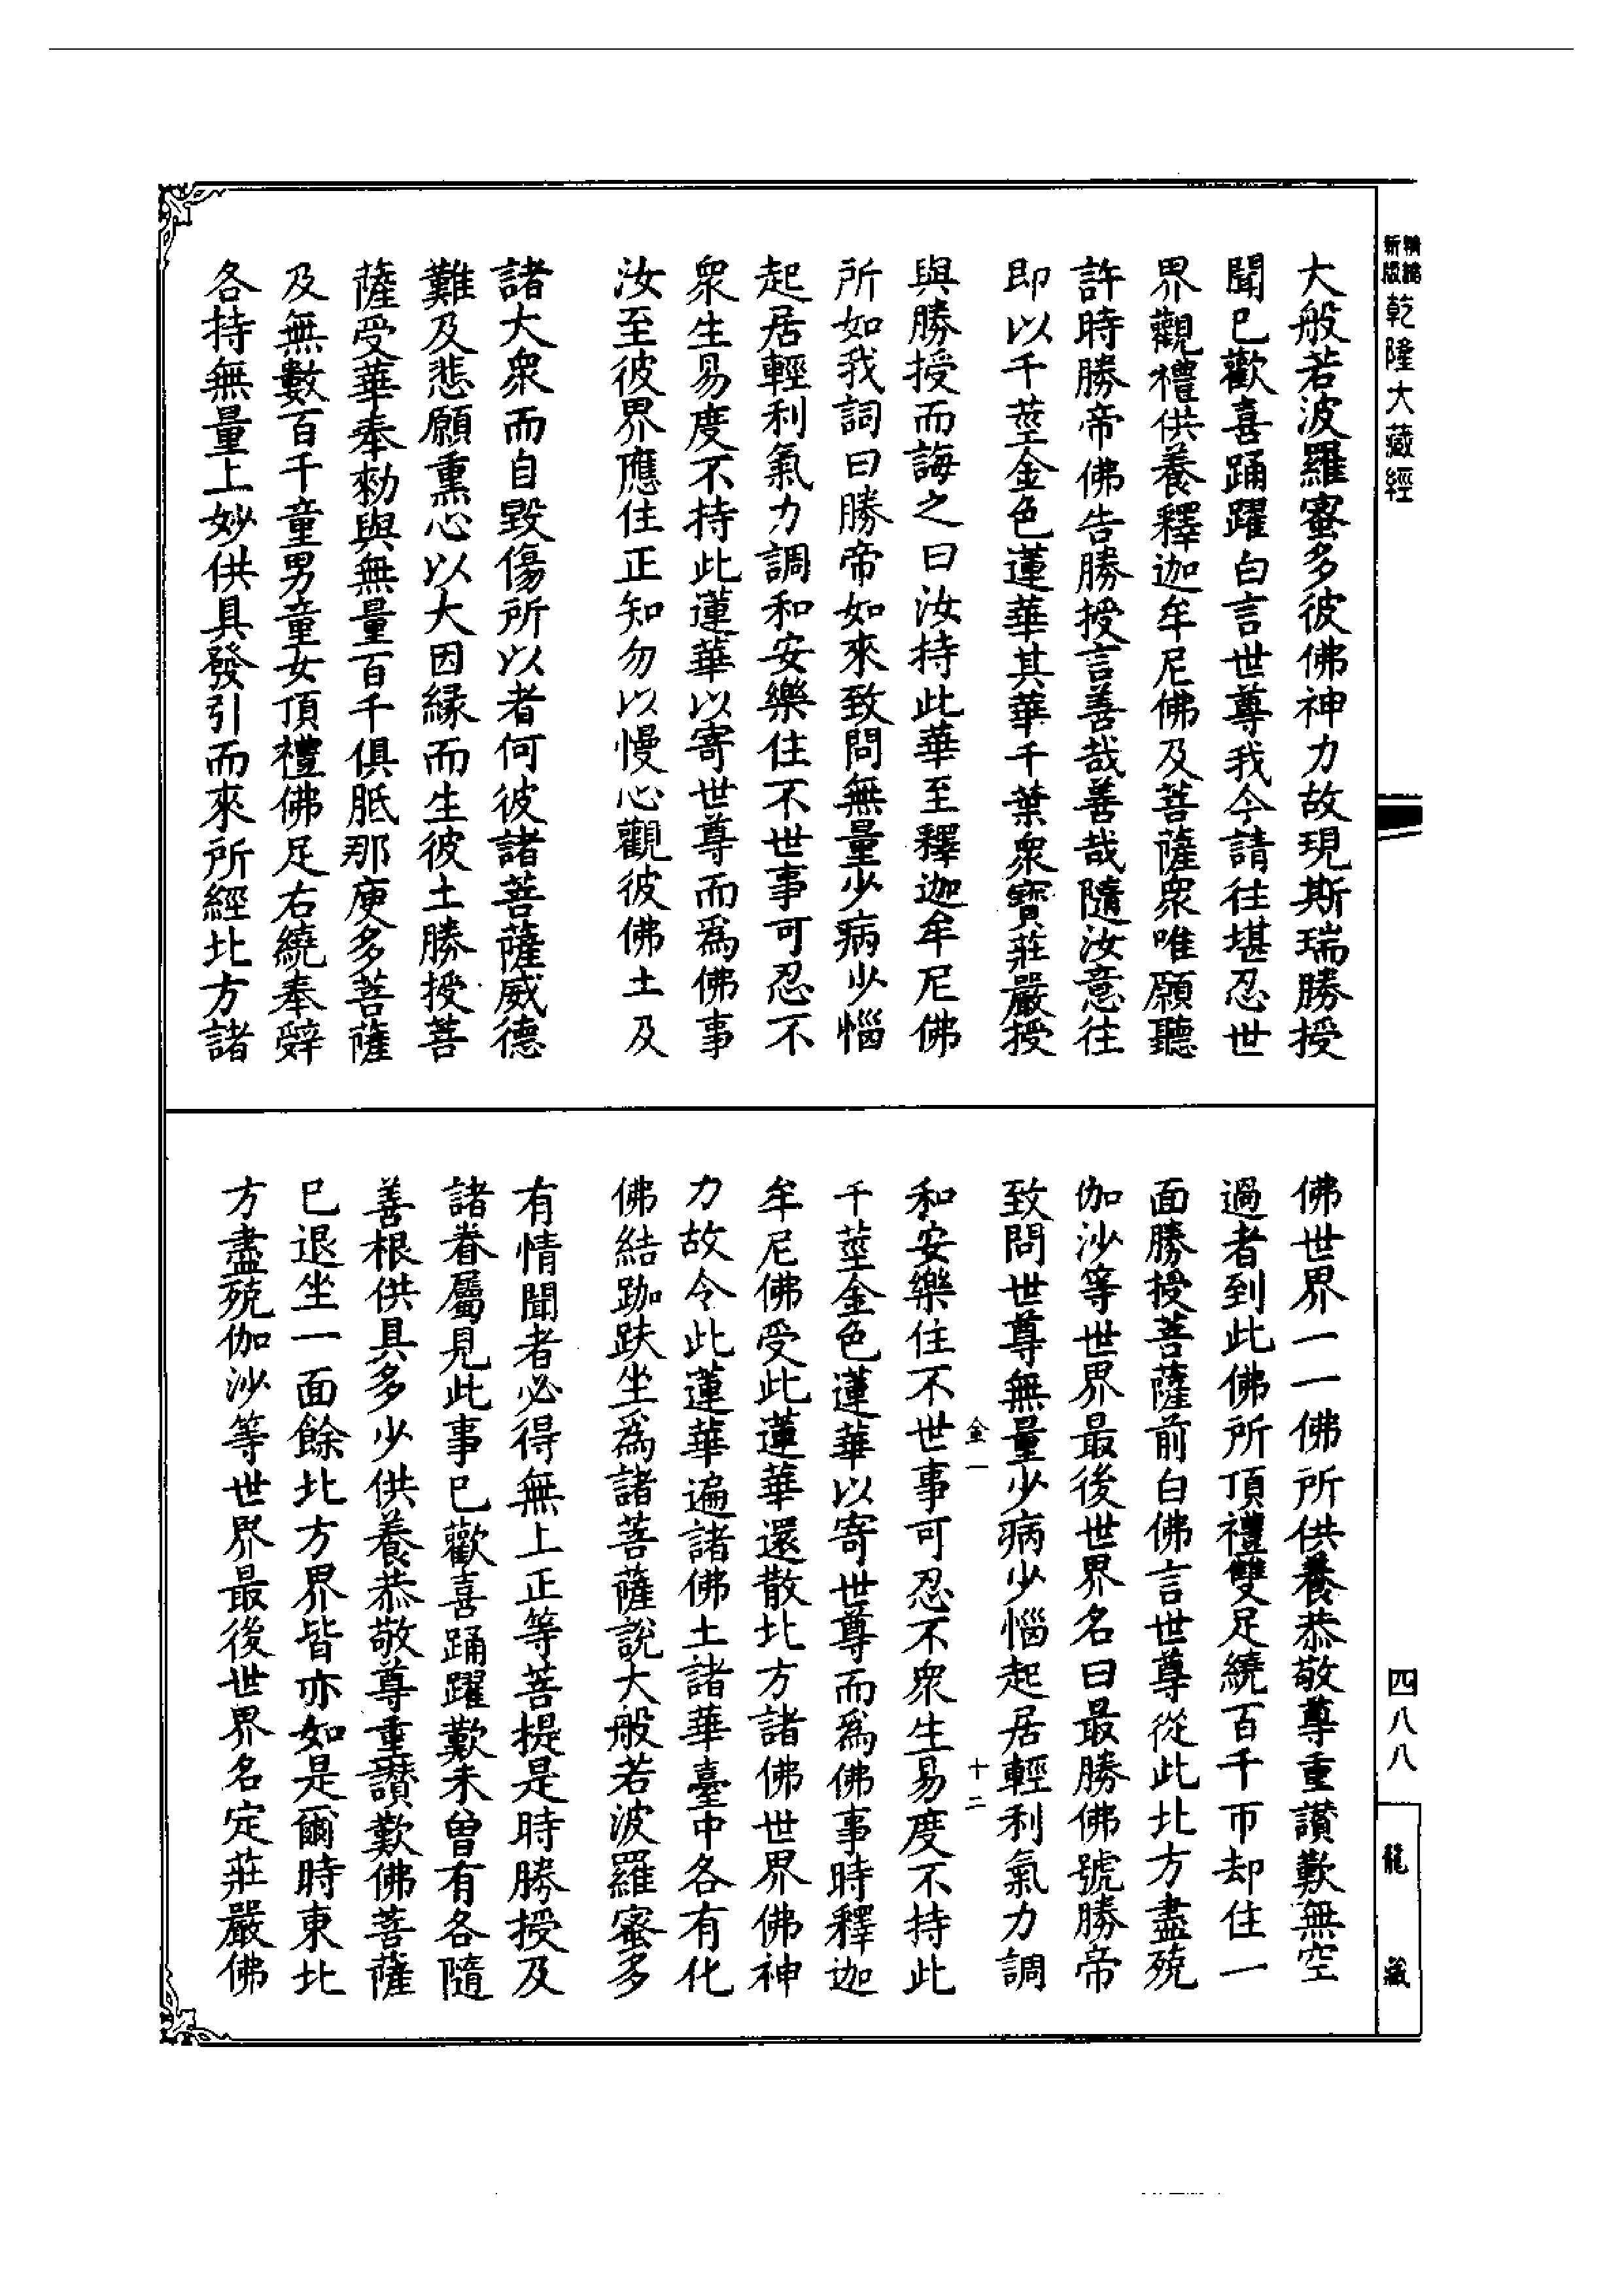 精縮新版乾隆大藏經
大般若波羅蜜多彼佛神力故現斯瑞勝授
聞已歡喜踊躍白言世尊我今請往堪忍世
界觀禮供養釋迦牟尼佛及菩薩衆唯願聽
許時勝帝佛告勝授言善哉善哉隨汝意往
即以千莖金色蓮華其華千葉衆寶莊嚴授
與勝授而誨之曰汝持此華至釋迦牟尼佛
所如我詞曰勝帝如來致問無量少病少惱
起居輕利氣力調和安樂住不世事可忍不
衆生易度不持此蓮華以寄世尊而爲佛事
汝至彼界應住正知勿以慢心觀彼佛土及
諸大衆而自毀傷所以者何彼諸菩薩威德
難及悲願熏心以大因緣而生彼土勝授菩
薩受華奉勑與無量百千俱胝那庾多菩薩
及無數百千童男童女頂禮佛足右繞奉辭
各持無量上妙供具發引而來所經北方諸
佛世界一一佛所供養恭敬尊重讃歎無空
過者到此佛所頂禮雙足繞百千帀却住一
面勝授菩薩前白佛言世尊從此北方盡殑
伽沙等世界最後世界名曰最勝佛號勝帝
致問世尊無量少病少惱起居輕利氣力調
金一 十二
和安樂住不世事可忍不衆生易度不持此
千莖金色蓮華以寄世尊而爲佛事時釋迦
牟尼佛受此蓮華還散北方諸佛世界佛神
力故令此蓮華遍諸佛土諸華臺中各有化
佛結跏趺坐爲諸菩薩說大般若波羅蜜多
有情聞者必得無上正等菩提是時勝授及
諸眷屬見此事已歡喜踊躍歎未曾有各隨
善根供具多少供養恭敬尊重讃歎佛菩薩
已退坐一面餘北方界皆亦如是爾時東北
方盡殑伽沙等世界最後世界名定莊嚴佛
四八八
龍藏